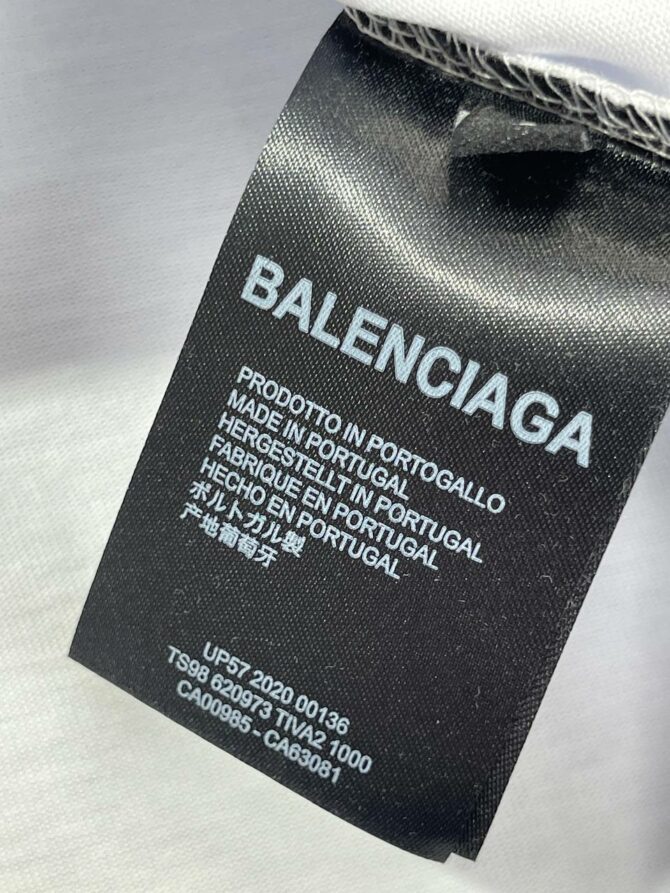 BALENCIAGA
PRODOTTO IN PORTOGALLO
MADE IN PORTUGAL
HERGESTELLT IN PORTUGAL
FABRIQUE EN PORTUGAL
HECHO EN PORTUGAL
ポルトガル製
产地葡萄牙
UP57 2020 00136
TS98 620973 TIVA2 1000
CA00985 - CA63081